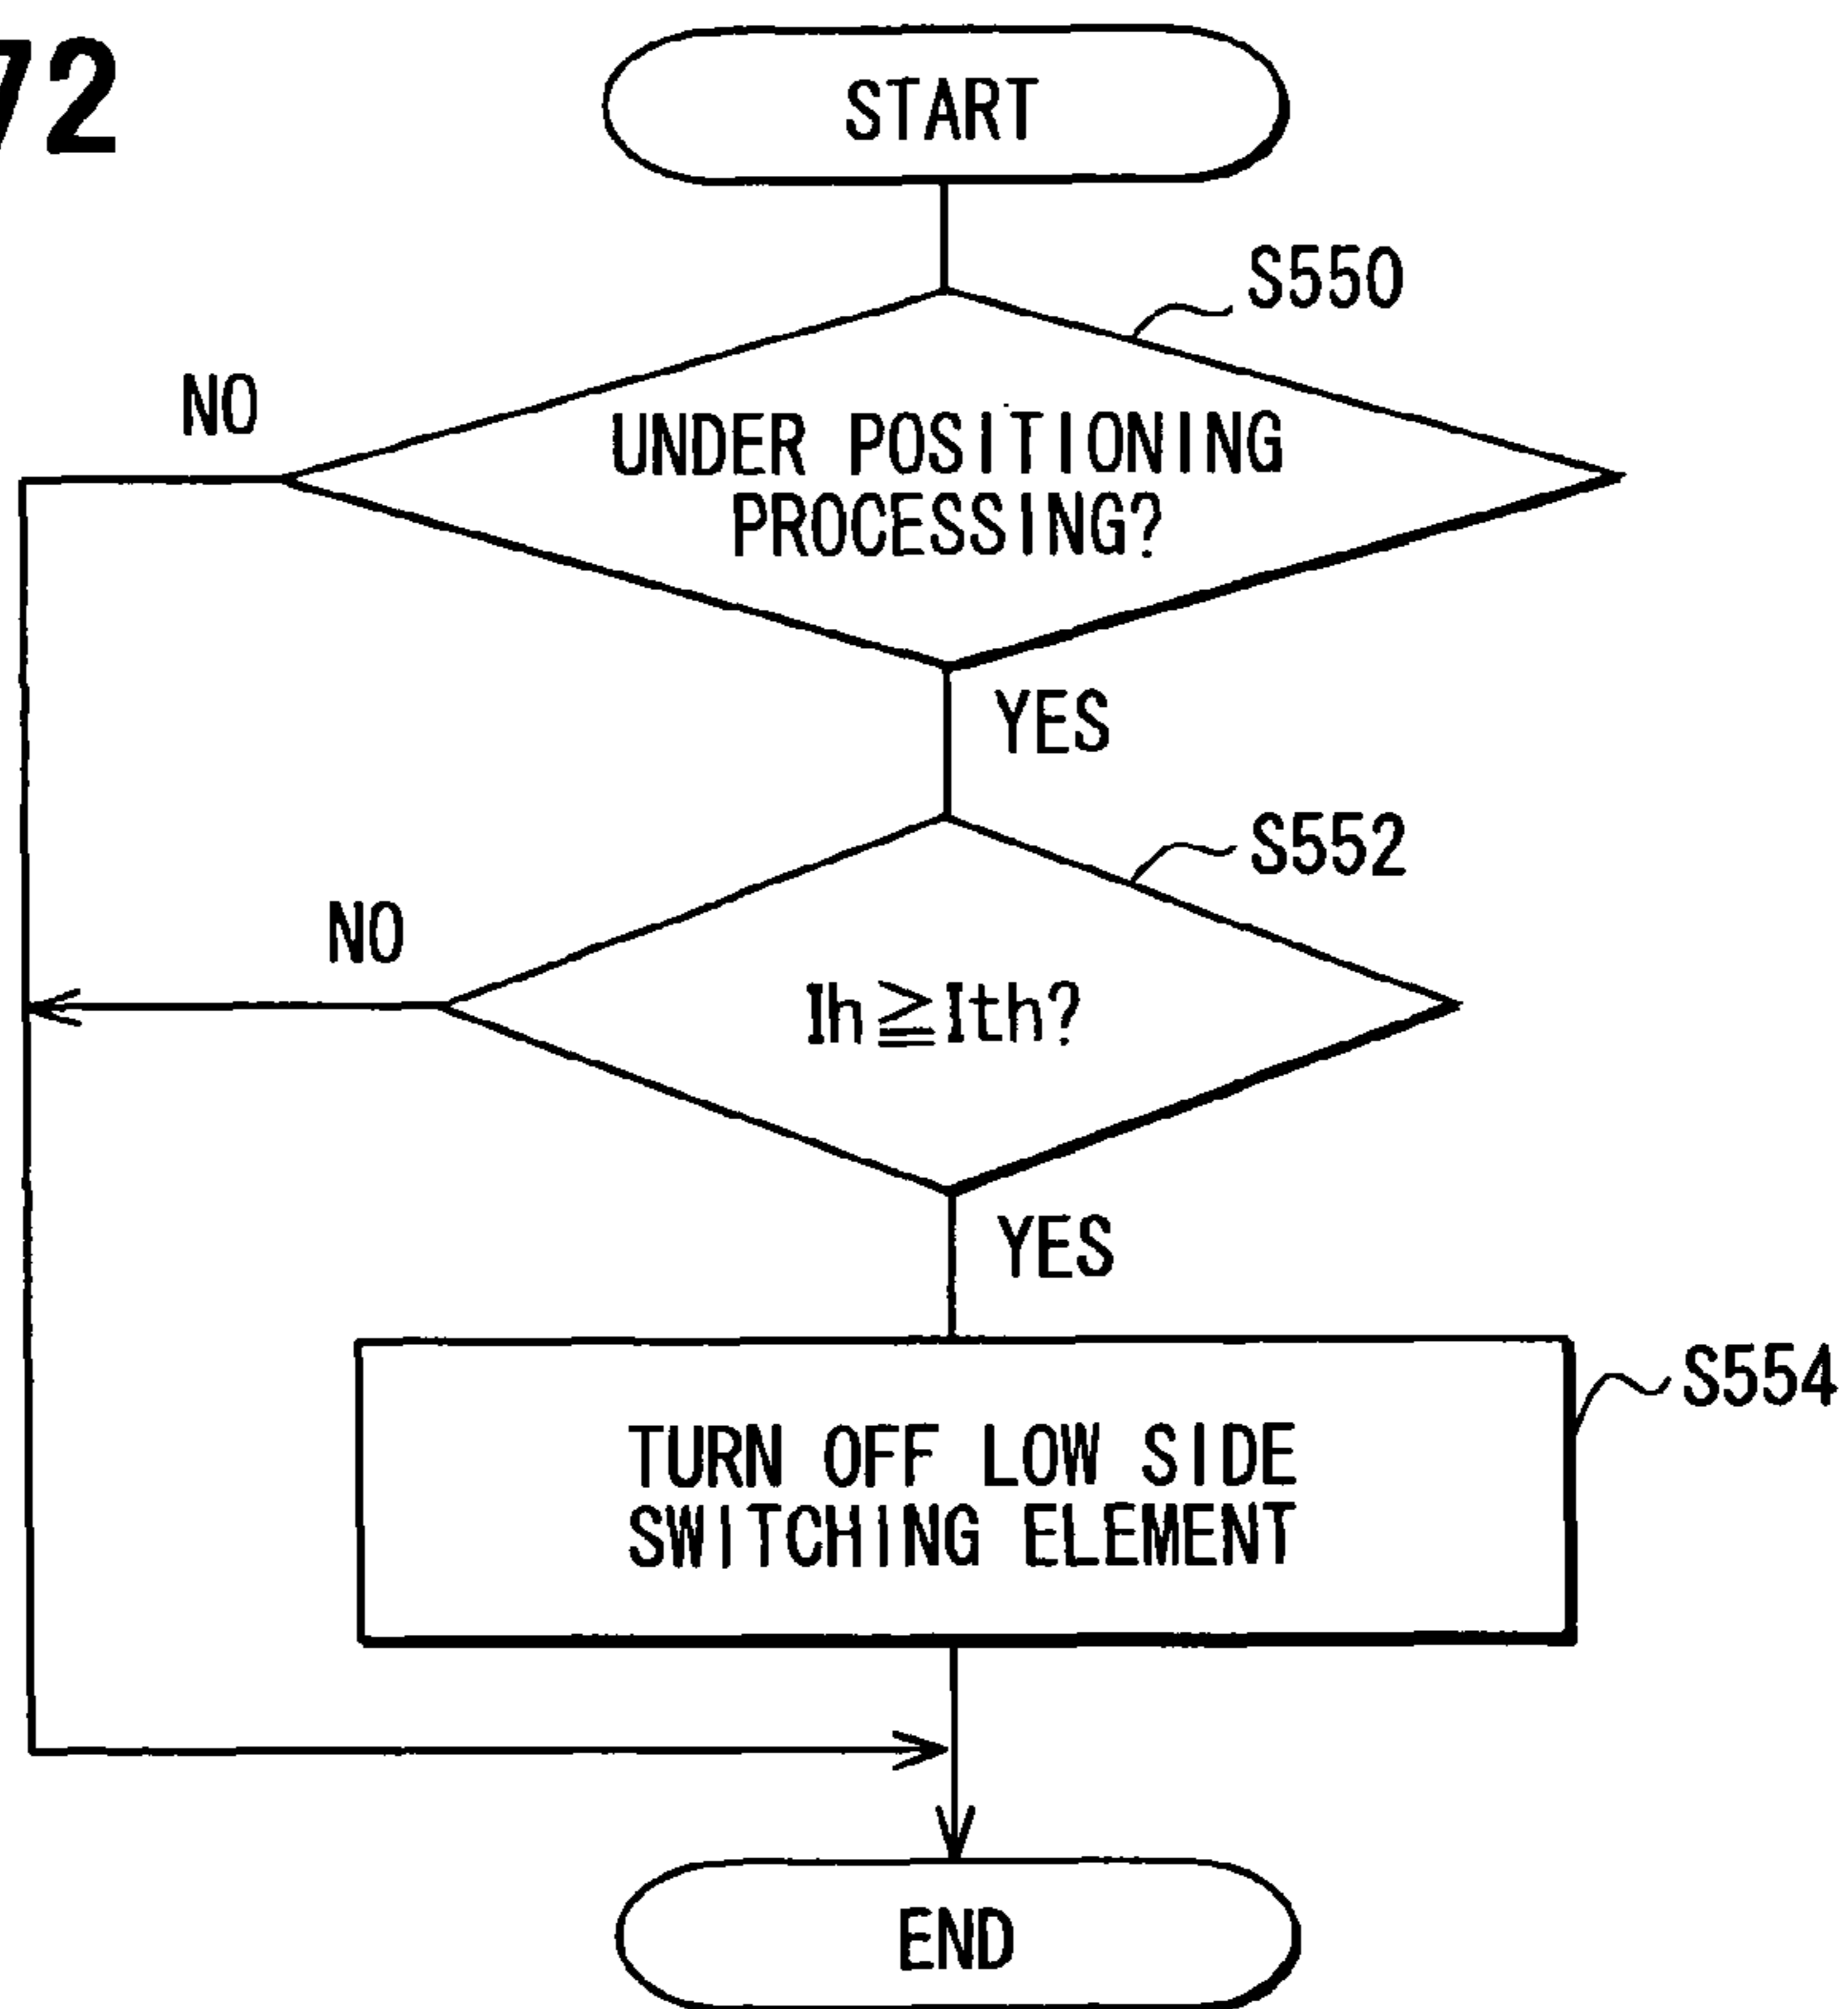 72
START
S550
NO
UNDER POSITIONING
PROCESSING?
YES
S552
NO
Ih≧Ith?
YES
S554
TURN OFF LOW SIDE
SWITCHING ELEMENT
END